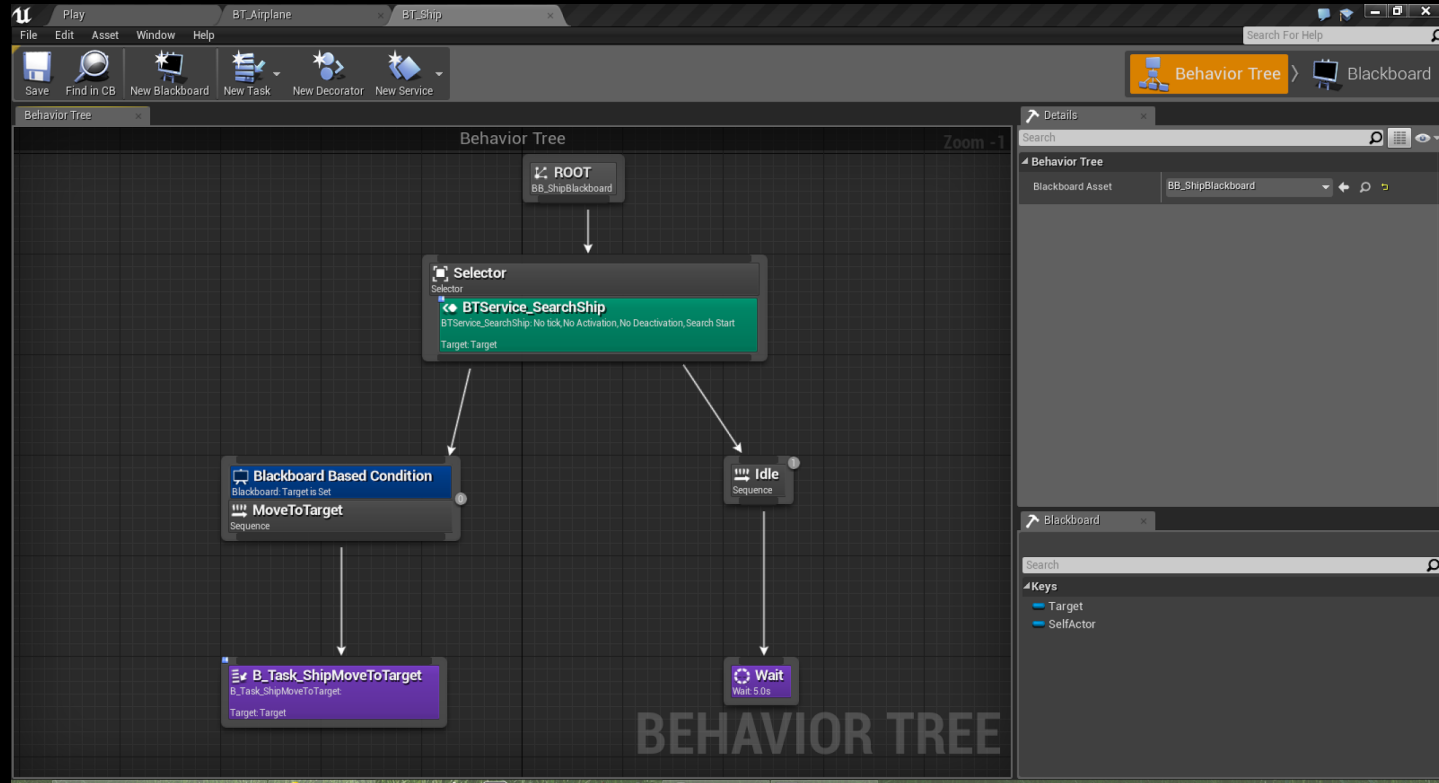 Play
BT_Airplane
BT_Ship
File Edit Asset Window Help
Search For Help
Save
Find in CB
New Blackboard
New Task
New Decorator
New Service
Behavior Tree
Blackboard
Behavior Tree
Behavior Tree
Zoom -1
ROOT
BB_ShipBlackboard
Selector
Selector
BTService_SearchShip
BTService_SearchShip: No tick, No Activation, No Deactivation, Search Start
Target: Target
Blackboard Based Condition
Blackboard: Target is Set
0
MoveToTarget
Sequence
1
Idle
Sequence
B_Task_ShipMoveToTarget
B_Task_ShipMoveToTarget:
Target: Target
Wait
Wait: 5.0s
BEHAVIOR TREE
Details
Search
Behavior Tree
Blackboard Asset
BB_ShipBlackboard
Blackboard
Search
Keys
Target
SelfActor